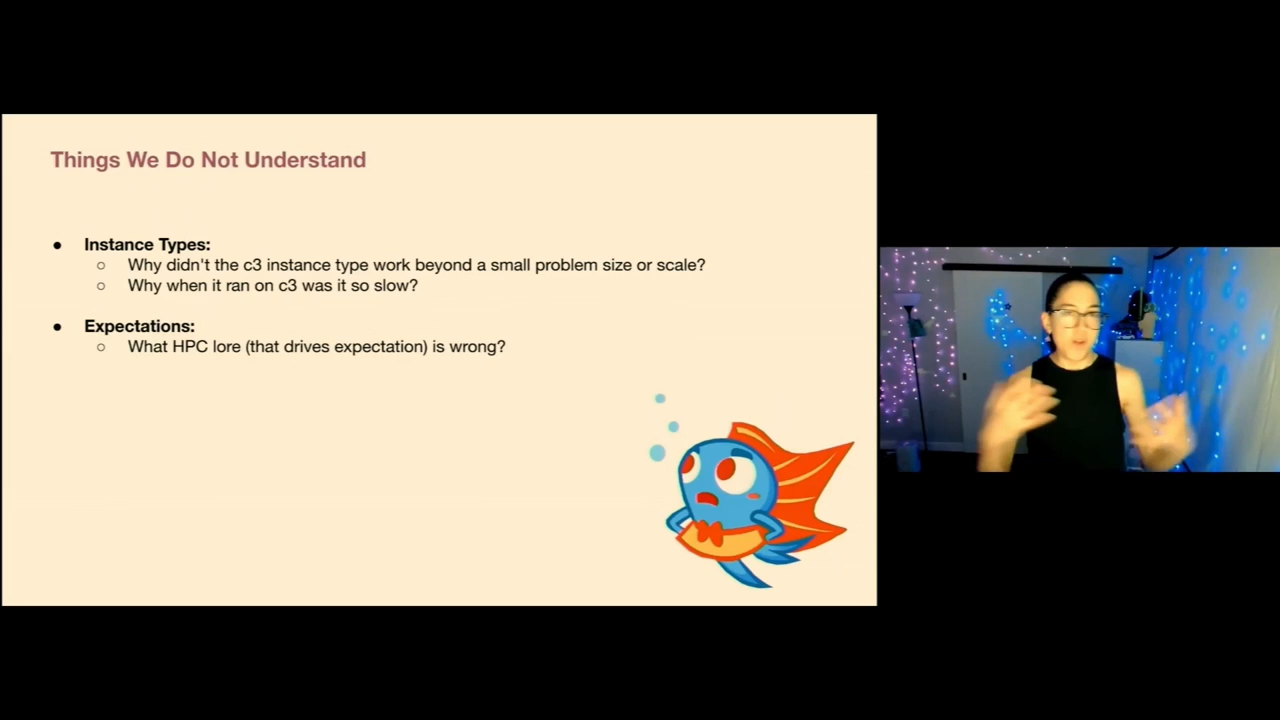 Things We Do Not Understand
● Instance Types:
○ Why didn't the c3 instance type work beyond a small problem size or scale?
○ Why when it ran on c3 was it so slow?
● Expectations:
○ What HPC lore (that drives expectation) is wrong?